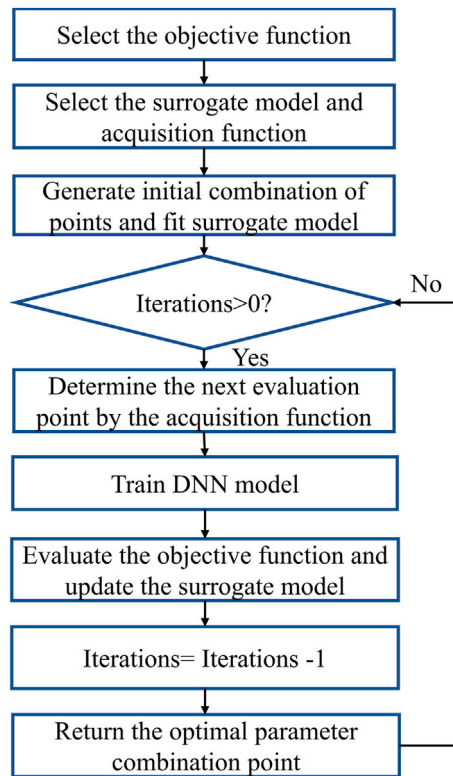 Select the objective function
Select the surrogate model and
acquisition function
Generate initial combination of
points and fit surrogate model
Iterations>0?
No
Yes
Determine the next evaluation
point by the acquisition function
Train DNN model
Evaluate the objective function and
update the surrogate model
Iterations= Iterations -1
Return the optimal parameter
combination point